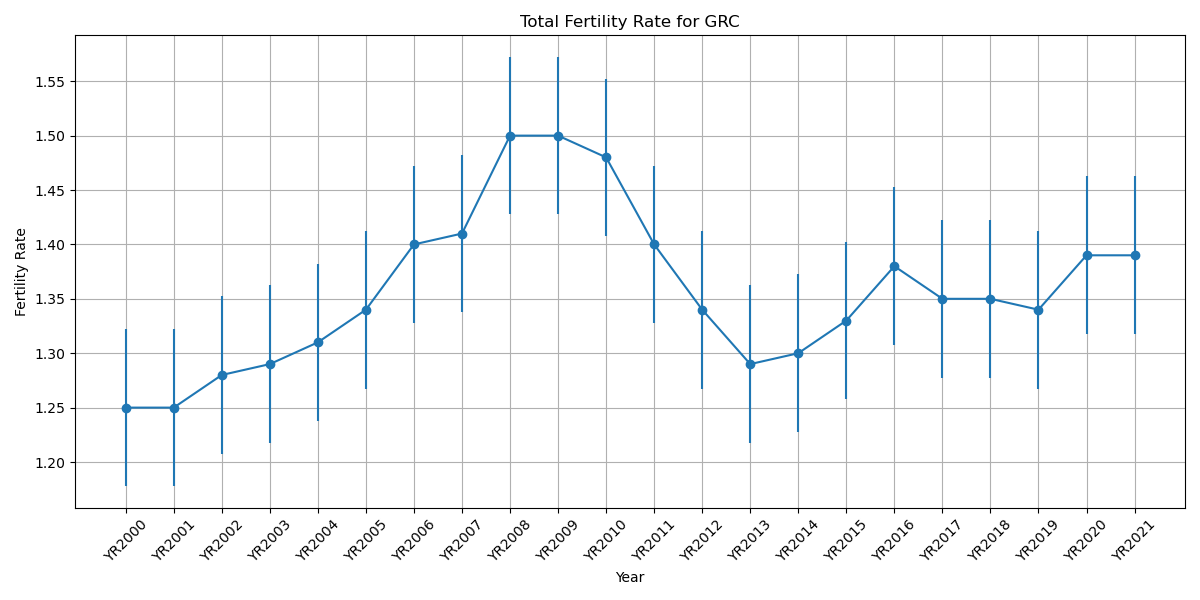 Total Fertility Rate for GRC
Fertility Rate
1.55
1.50
1.45
1.40
1.35
1.30
1.25
1.20
YR2000
YR2001
YR2002
YR2003
YR2004
YR2005
YR2006
YR2007
YR2008
YR2009
YR2010
YR2011
YR2012
YR2013
YR2014
YR2015
YR2016
YR2017
YR2018
YR2019
YR2020
YR2021
Year